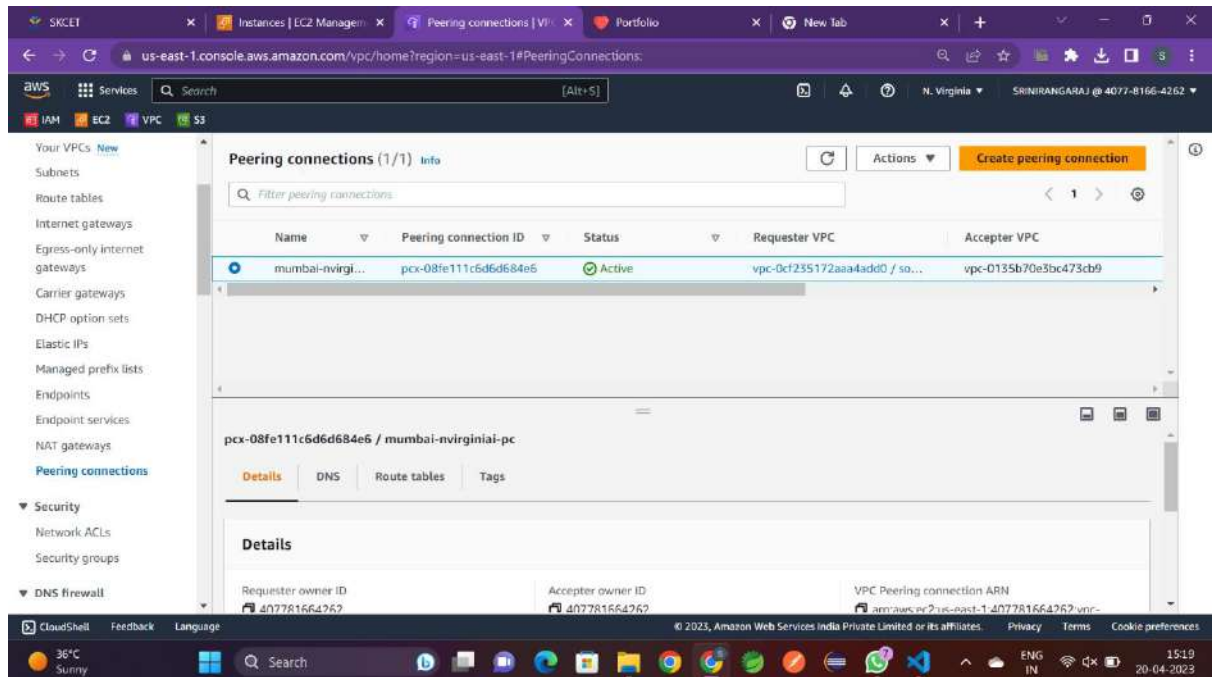 SKCET
Instances | EC2 Managem
Peering connections | VP
Portfolio
New Tab
us-east-1.console.aws.amazon.com/vpc/home?region=us-east-1#PeeringConnections:
aws
Services
Search
[Alt+S]
N. Virginia
SRINIRANGARAJ @ 4077-8166-4262
IAM EC2 VPC S3
Your VPCs New
Subnets
Route tables
Internet gateways
Egress-only internet
gateways
Carrier gateways
DHCP option sets
Elastic IPs
Managed prefix lists
Endpoints
Endpoint services
NAT gateways
Peering connections
Security
Network ACLs
Security groups
DNS firewall
Peering connections (1/1) Info
Actions
Create peering connection
Filter peering connections
1
Name Peering connection ID Status Requester VPC Accepter VPC
mumbai-nvirgi... pcx-08fe111c6d6d684e6 Active vpc-0cf235172aaa4add0 / so... vpc-0135b70e3bc473cb9
pcx-08fe111c6d6d684e6 / mumbai-nvirginiai-pc
Details DNS Route tables Tags
Details
Requester owner ID Accepter owner ID VPC Peering connection ARN
407781664262 407781664262 arn:aws:ec2:us-east-1:407781664262:vpc-
CloudShell Feedback Language
© 2023, Amazon Web Services India Private Limited or its affiliates. Privacy Terms Cookie preferences
36°C
Sunny
Search
7
ENG
IN
15:19
20-04-2023